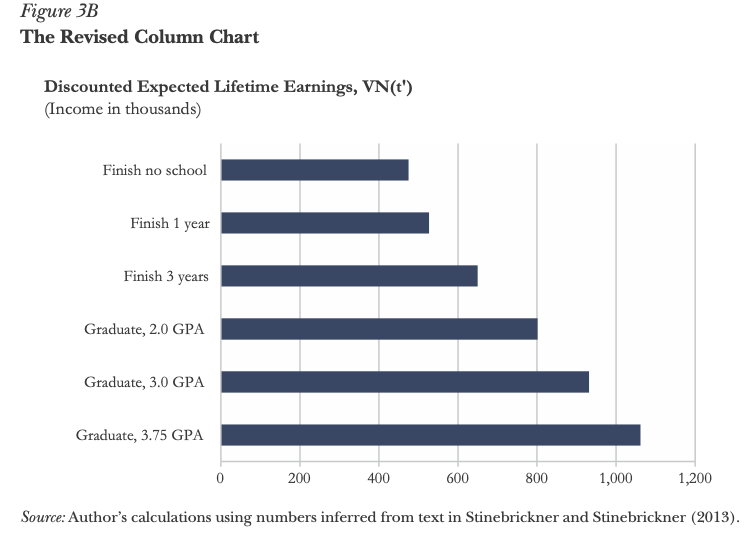 Figure 3B
The Revised Column Chart
Discounted Expected Lifetime Earnings, VN(t')
(Income in thousands)
Finish no school
Finish 1 year
Finish 3 years
Graduate, 2.0 GPA
Graduate, 3.0 GPA
Graduate, 3.75 GPA
0 200 400 600 800 1,000 1,200
Source: Author's calculations using numbers inferred from text in Stinebrickner and Stinebrickner (2013).